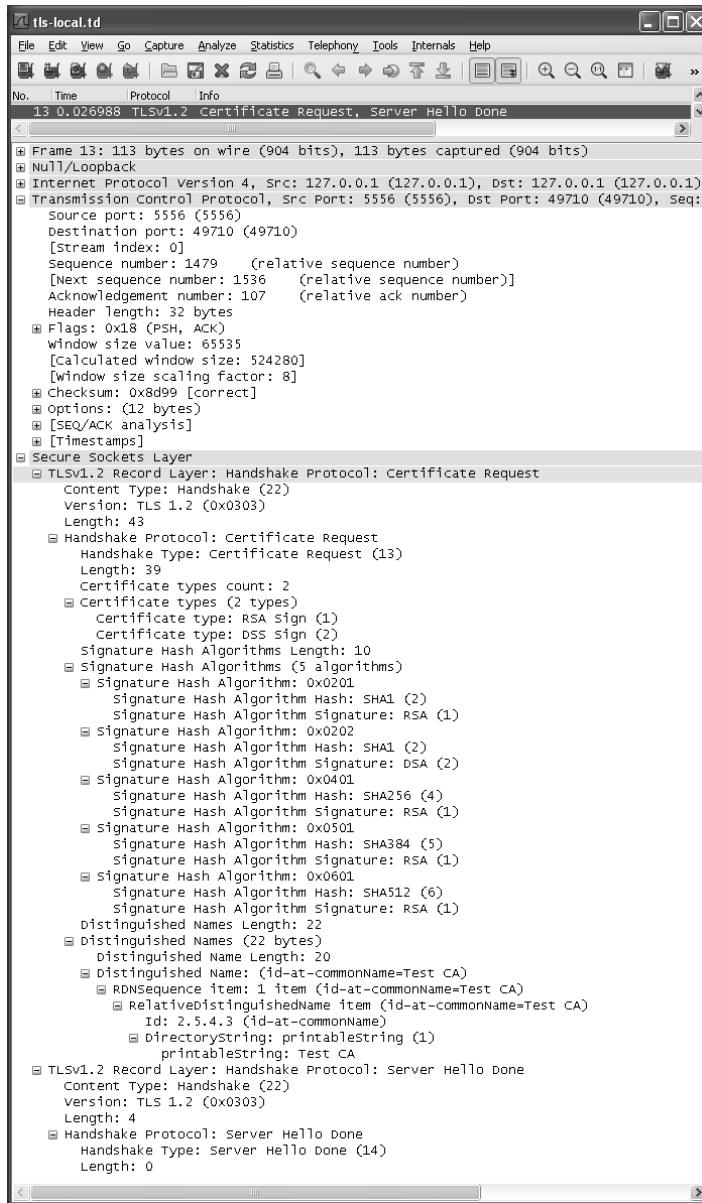 tls-local.td
File Edit View Go Capture Analyze Statistics Telephony Tools Internals Help
No. Time Protocol Info
13 0.026988 TLSv1.2 Certificate Request, Server Hello Done
Frame 13: 113 bytes on wire (904 bits), 113 bytes captured (904 bits)
Null/Loopback
Internet Protocol Version 4, Src: 127.0.0.1 (127.0.0.1), Dst: 127.0.0.1 (127.0.0.1)
Transmission Control Protocol, Src Port: 5556 (5556), Dst Port: 49710 (49710), Seq:
Source port: 5556 (5556)
Destination port: 49710 (49710)
[Stream index: 0]
Sequence number: 1479 (relative sequence number)
[Next sequence number: 1536 (relative sequence number)]
Acknowledgement number: 107 (relative ack number)
Header length: 32 bytes
Flags: 0x18 (PSH, ACK)
Window size value: 65535
[Calculated window size: 524280]
[Window size scaling factor: 8]
Checksum: 0x8d99 [correct]
Options: (12 bytes)
[SEQ/ACK analysis]
[Timestamps]
Secure Sockets Layer
TLSv1.2 Record Layer: Handshake Protocol: Certificate Request
Content Type: Handshake (22)
Version: TLS 1.2 (0x0303)
Length: 43
Handshake Protocol: Certificate Request
Handshake Type: Certificate Request (13)
Length: 39
Certificate types count: 2
Certificate types (2 types)
Certificate type: RSA Sign (1)
Certificate type: DSS Sign (2)
Signature Hash Algorithms Length: 10
Signature Hash Algorithms (5 algorithms)
Signature Hash Algorithm: 0x0201
Signature Hash Algorithm Hash: SHA1 (2)
Signature Hash Algorithm Signature: RSA (1)
Signature Hash Algorithm: 0x0202
Signature Hash Algorithm Hash: SHA1 (2)
Signature Hash Algorithm Signature: DSA (2)
Signature Hash Algorithm: 0x0401
Signature Hash Algorithm Hash: SHA256 (4)
Signature Hash Algorithm Signature: RSA (1)
Signature Hash Algorithm: 0x0501
Signature Hash Algorithm Hash: SHA384 (5)
Signature Hash Algorithm Signature: RSA (1)
Signature Hash Algorithm: 0x0601
Signature Hash Algorithm Hash: SHA512 (6)
Signature Hash Algorithm Signature: RSA (1)
Distinguished Names Length: 22
Distinguished Names (22 bytes)
Distinguished Name Length: 20
Distinguished Name: (id-at-commonName=Test CA)
RDNSequence item: 1 item (id-at-commonName=Test CA)
RelativeDistinguishedName item (id-at-commonName=Test CA)
Id: 2.5.4.3 (id-at-commonName)
DirectoryString: printableString (1)
printableString: Test CA
TLSv1.2 Record Layer: Handshake Protocol: Server Hello Done
Content Type: Handshake (22)
Version: TLS 1.2 (0x0303)
Length: 4
Handshake Protocol: Server Hello Done
Handshake Type: Server Hello Done (14)
Length: 0